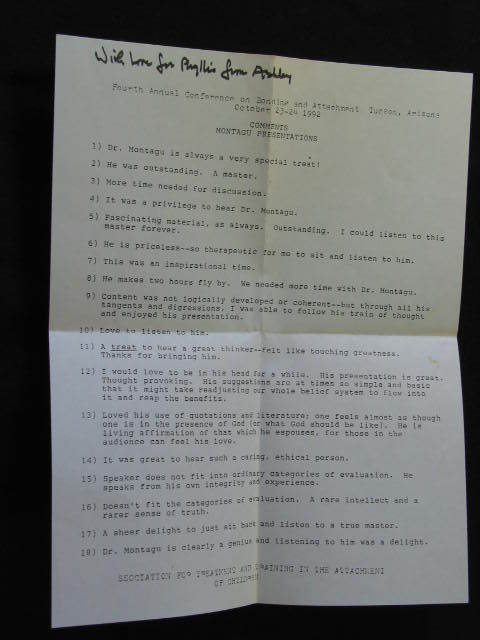 With Love for Phyllis from Ashley
Fourth Annual Conference on Bonding and Attachment Tucson, Arizona
October 23-24 1992
COMMENTS
MONTAGU PRESENTATIONS
1) Dr. Montagu is always a very special treat!
2) He was outstanding. A master.
3) More time needed for discussion.
4) It was a privilege to hear Dr. Montagu.
5) Fascinating material, as always. Outstanding. I could listen to this
master forever.
6) He is priceless--so therapeutic for me to sit and listen to him.
7) This was an inspirational time.
8) He makes two hours fly by. We needed more time with Dr. Montagu.
9) Content was not logically developed or coherent--but through all his
tangents and digressions, I was able to follow his train of thought
and enjoyed his presentation.
10) Love to listen to him.
11) A treat to hear a great thinker--felt like touching greatness.
Thanks for bringing him.
12) I would love to be in his head for a while. His presentation is great.
Thought provoking. His suggestions are at times so simple and basic
that it might take readjusting our whole belief system to flow into
it and reap the benefits.
13) Loved his use of quotations and literature; one feels almost as though
one is in the presence of God (or what God should be like). He is
living affirmation of that which he espouses, for those in the
audience can feel his love.
14) It was great to hear such a caring, ethical person.
15) Speaker does not fit into ordinary categories of evaluation. He
speaks from his own integrity and experience.
16) Doesn't fit the categories of evaluation. A rare intellect and a
rarer sense of truth.
17) A sheer delight to just sit back and listen to a true master.
18) Dr. Montagu is clearly a genius and listening to him was a delight.
SSOCIATION FOR TREATMENT AND TRAINING IN THE ATTACHMENT
OF CHILDREN